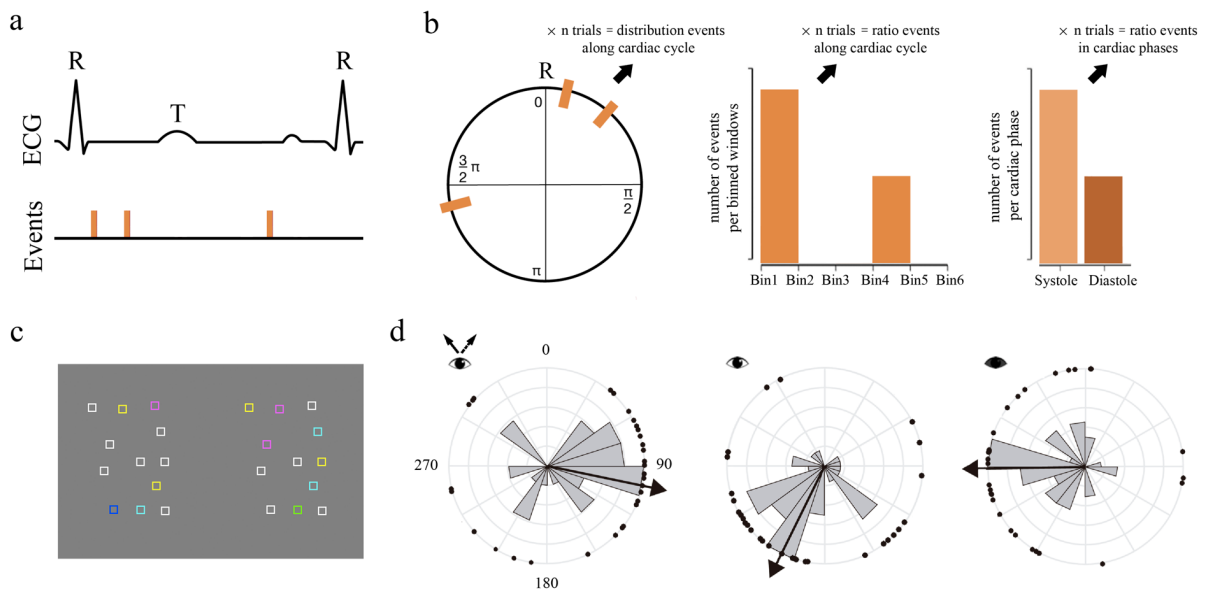 a
R
R
T
ECG
Events
b
× n trials = distribution events
along cardiac cycle
R
0
3/2 π
π/2
π
× n trials = ratio events
along cardiac cycle
number of events
per binned windows
Bin1 Bin2 Bin3 Bin4 Bin5 Bin6
× n trials = ratio events
in cardiac phases
number of events
per cardiac phase
Systole Diastole
c
d
0
270
90
180